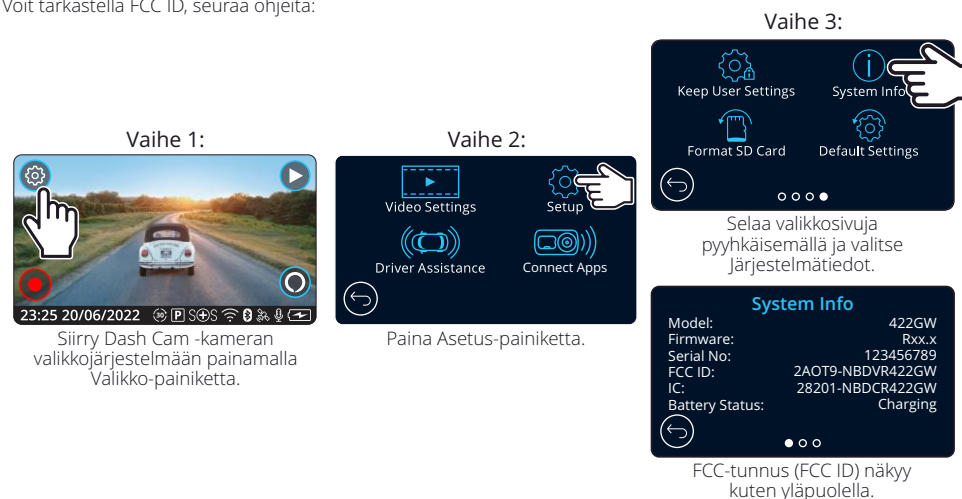 Voit tarkastella FCC ID, seuraa ohjeita:
Vaihe 1:
23:25 20/06/2022 30 P S S
Siirry Dash Cam -kameran
valikkojärjestelmään painamalla
Valikko-painiketta.
Vaihe 2:
Video Settings
Setup
Driver Assistance
Connect Apps
Paina Asetus-painiketta.
Vaihe 3:
Keep User Settings
System Info
Format SD Card
Default Settings
Selaa valikkosivuja
pyyhkäisemällä ja valitse
Järjestelmätiedot.
System Info
Model: 422GW
Firmware: Rxx.x
Serial No: 123456789
FCC ID: 2AOT9-NBDVR422GW
IC: 28201-NBDCR422GW
Battery Status: Charging
FCC-tunnus (FCC ID) näkyy
kuten yläpuolella.